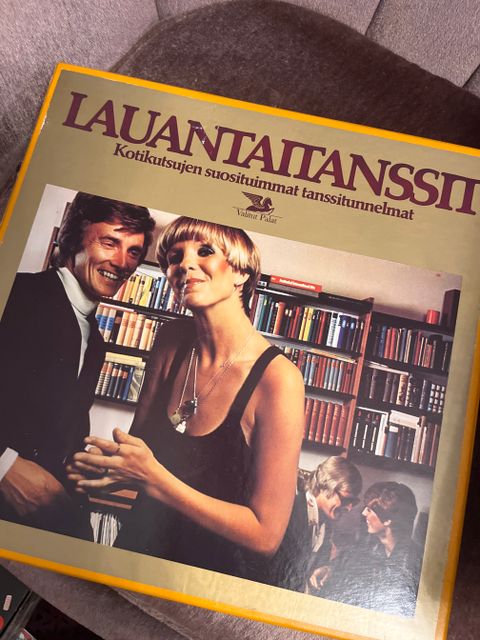 LAUANTAITANSSIT
Kotikutsujen suosituimmat tanssitunnelmat
Valitut Palat